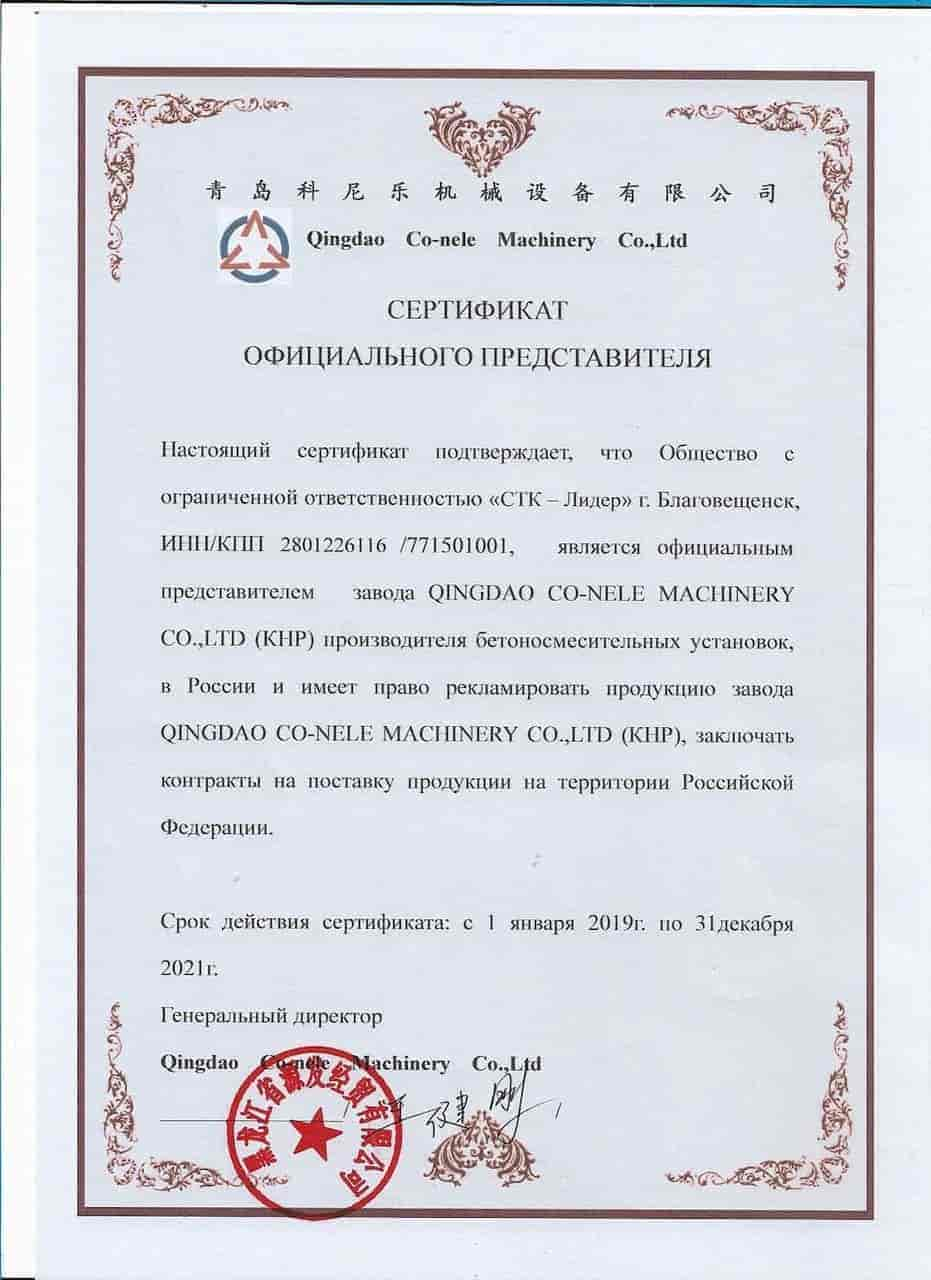 青岛科尼乐机械设备有限公司
Qingdao Co-nele Machinery Co.,Ltd
СЕРТИФИКАТ
ОФИЦИАЛЬНОГО ПРЕДСТАВИТЕЛЯ
Настоящий сертификат подтверждает, что Общество с
ограниченной ответственностью «СТК – Лидер» г. Благовещенск,
ИНН/КПП 2801226116 /771501001, является официальным
представителем завода QINGDAO CO-NELE MACHINERY
CO.,LTD (КНР) производителя бетоносмесительных установок,
в России и имеет право рекламировать продукцию завода
QINGDAO CO-NELE MACHINERY CO.,LTD (КНР), заключать
контракты на поставку продукции на территории Российской
Федерации.
Срок действия сертификата: с 1 января 2019г. по 31декабря
2021г.
Генеральный директор
Qingdao Co-nele Machinery Co.,Ltd
黑龙江省源发经贸有限公司